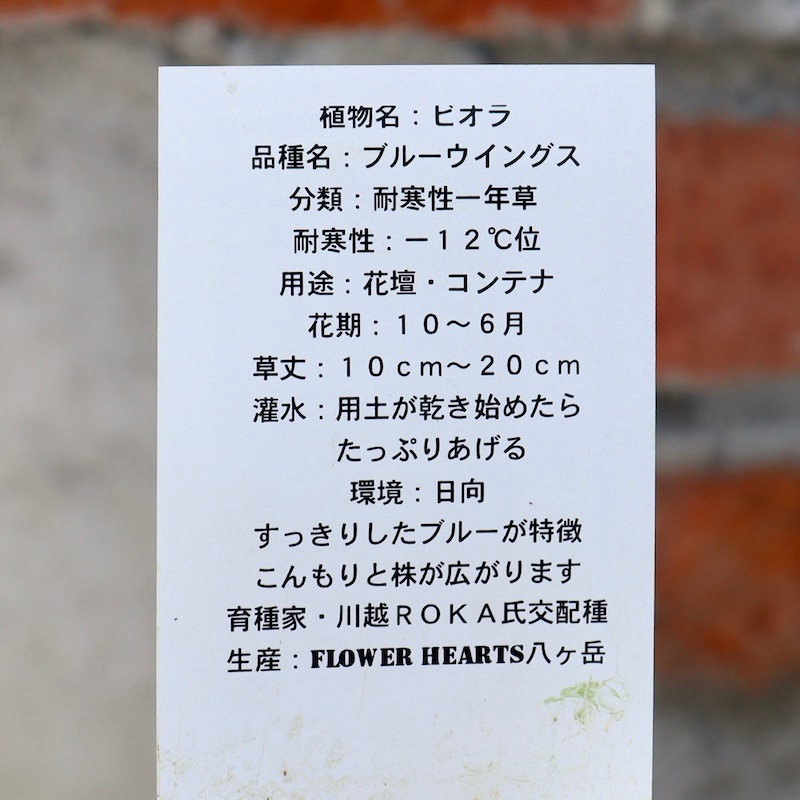 植物名：ビオラ
品種名：ブルーウイングス
分類：耐寒性一年草
耐寒性：－１２℃位
用途：花壇・コンテナ
花期：１０～６月
草丈：１０ｃｍ～２０ｃｍ
灌水：用土が乾き始めたら
たっぷりあげる
環境：日向
すっきりしたブルーが特徴
こんもりと株が広がります
育種家・川越ＲＯＫＡ氏交配種
生産：FLOWER HEARTS八ヶ岳